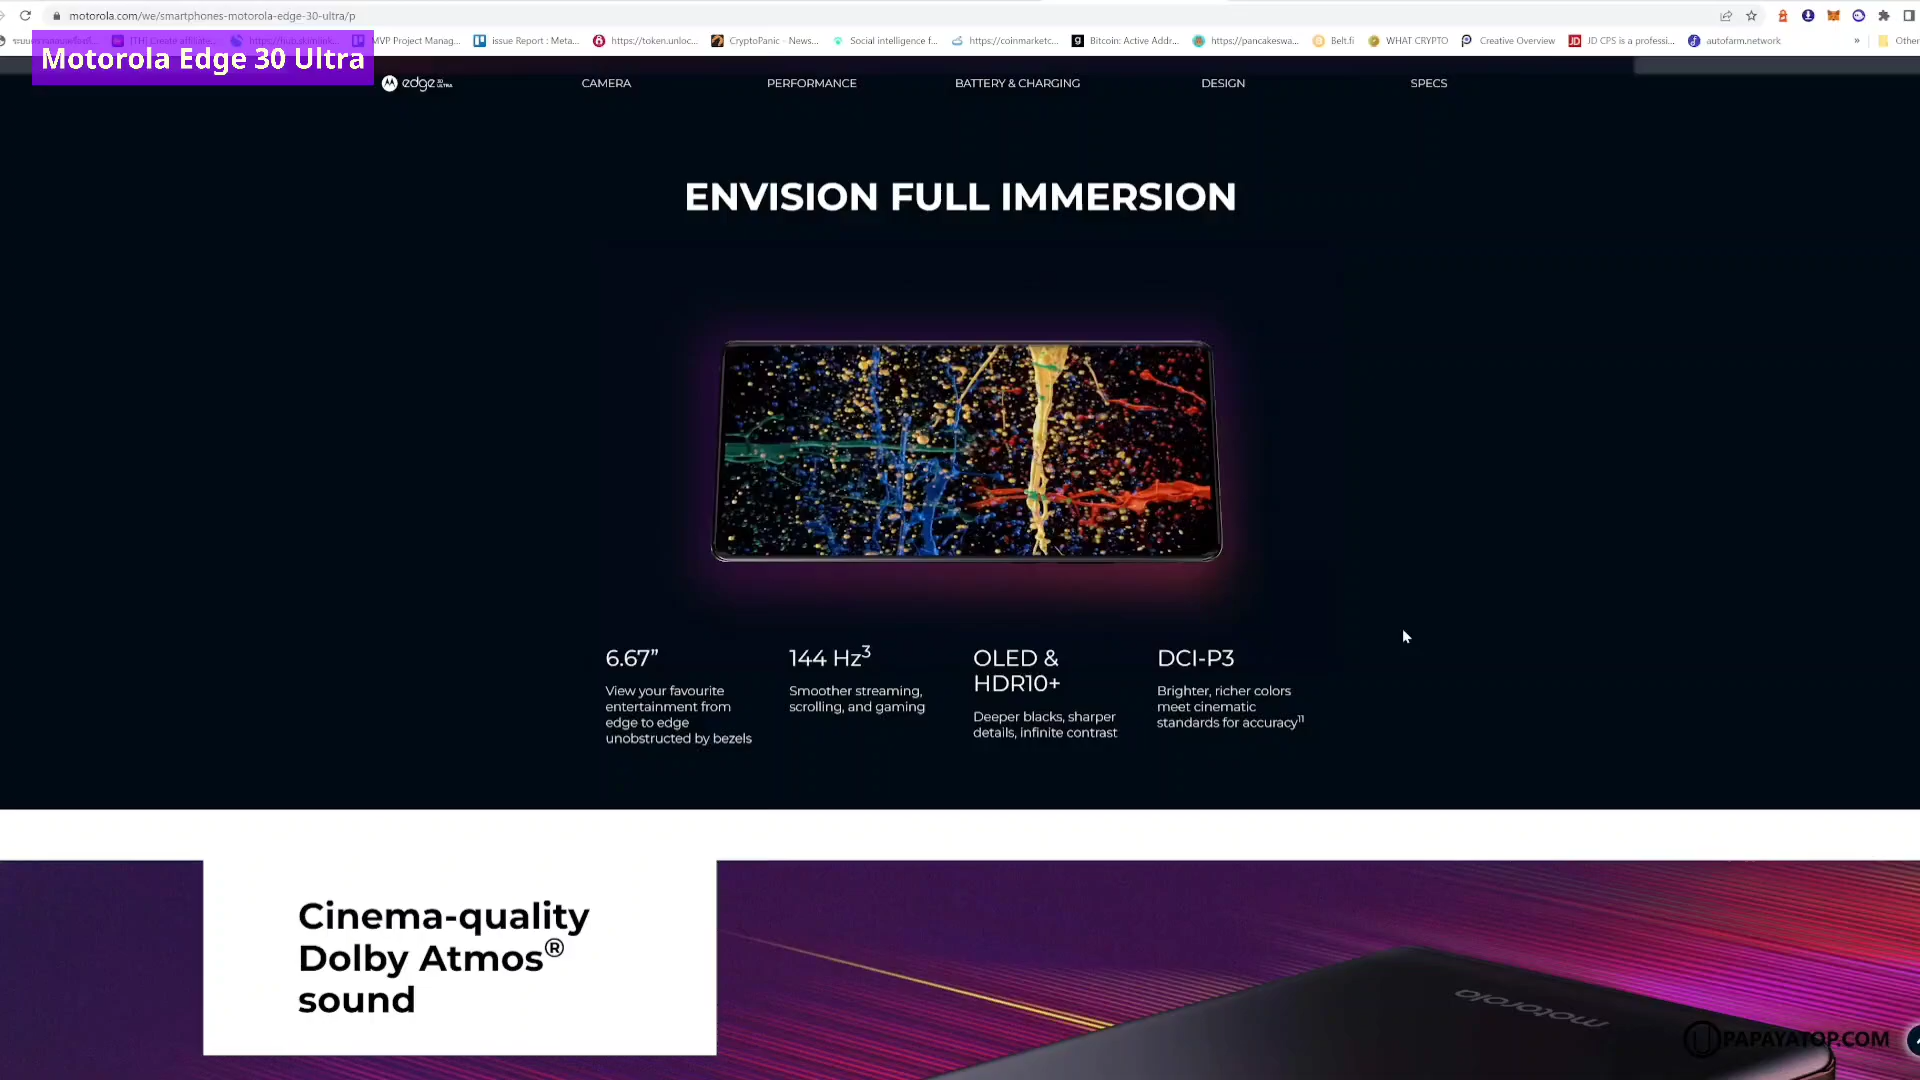 motorola.com/we/smartphones-motorola-edge-30-ultra/p
[TH] Create affiliate...
MVP Project Manag...
issue Report : Meta...
https://token.unloc...
CryptoPanic - News...
Social intelligence f...
https://coinmarketc...
Bitcoin: Active Addr...
https://pancakeswa...
Belt.fi
WHAT CRYPTO
Creative Overview
JD CPS is a professi...
autofarm.network
»
Other
Motorola Edge 30 Ultra
edge 30 ULTRA
CAMERA
PERFORMANCE
BATTERY & CHARGING
DESIGN
SPECS
ENVISION FULL IMMERSION
6.67”
View your favourite
entertainment from
edge to edge
unobstructed by bezels
144 Hz3
Smoother streaming,
scrolling, and gaming
OLED &
HDR10+
Deeper blacks, sharper
details, infinite contrast
DCI-P3
Brighter, richer colors
meet cinematic
standards for accuracy11
Cinema-quality
Dolby Atmos®
sound
motorola
PAPAYATOP.COM